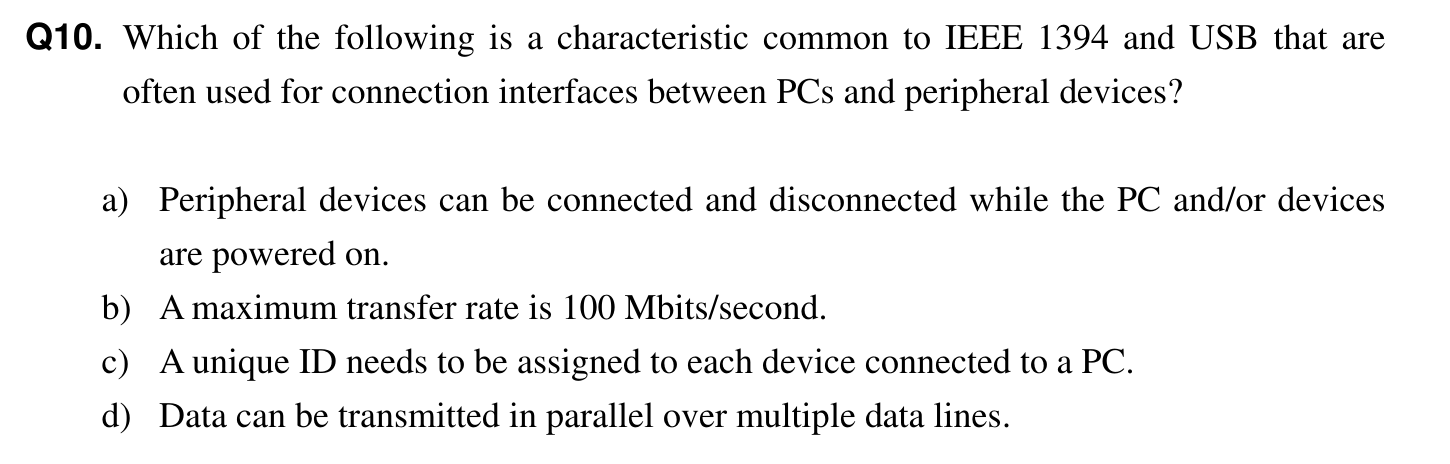 Q10. Which of the following is a characteristic common to IEEE 1394 and USB that are
often used for connection interfaces between PCs and peripheral devices?
a) Peripheral devices can be connected and disconnected while the PC and/or devices
are powered on.
b) A maximum transfer rate is 100 Mbits/second.
c) A unique ID needs to be assigned to each device connected to a PC.
d) Data can be transmitted in parallel over multiple data lines.